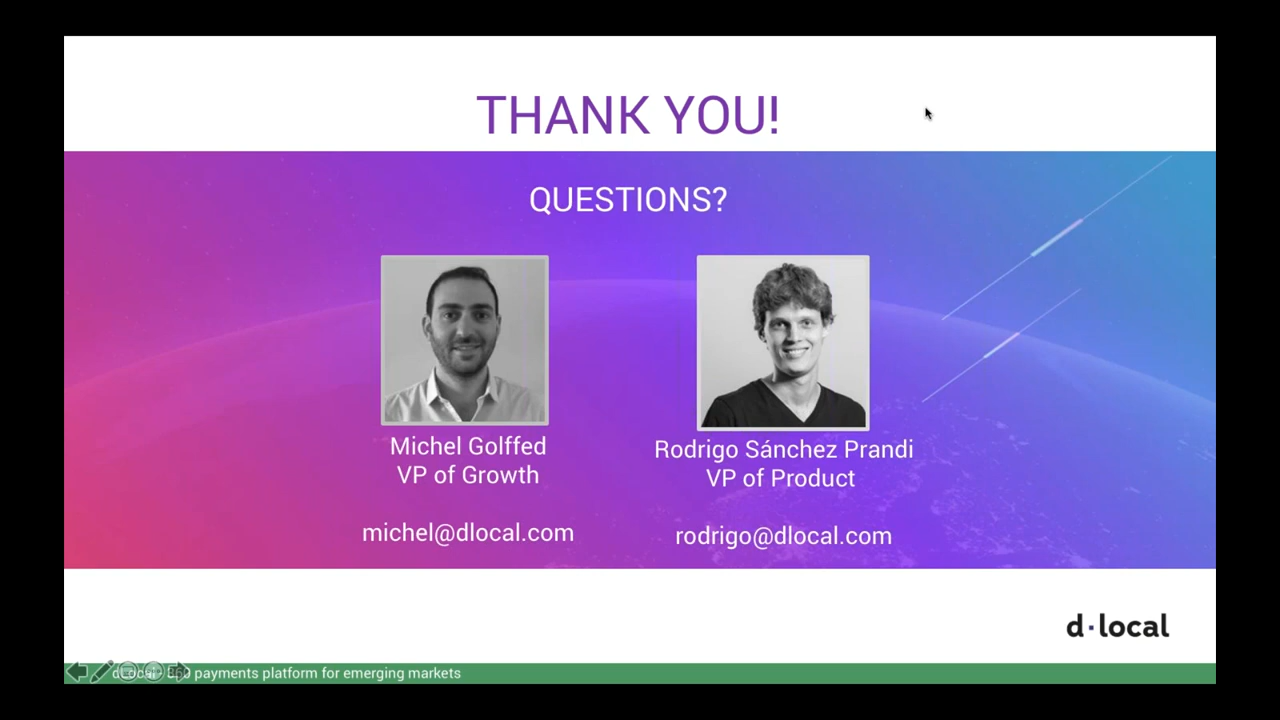 THANK YOU!
QUESTIONS?
Michel Golffed
VP of Growth
michel@dlocal.com
Rodrigo Sánchez Prandi
VP of Product
rodrigo@dlocal.com
d·local
payments platform for emerging markets